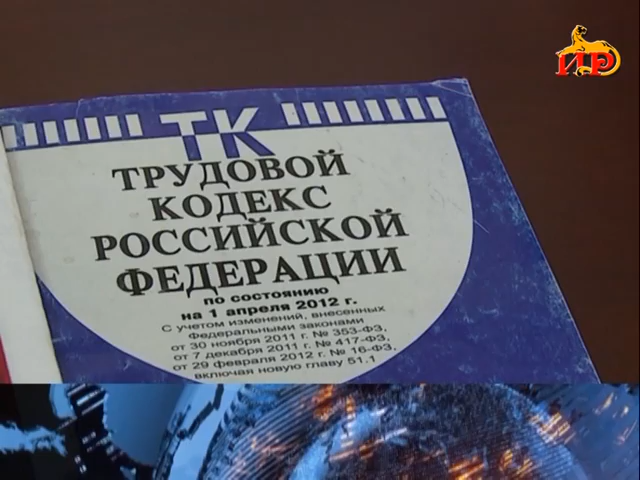 ИР
ТК
ТРУДОВОЙ
КОДЕКС
РОССИЙСКОЙ
ФЕДЕРАЦИИ
по состоянию
на 1 апреля 2012 г.
С учетом изменений, внесенных
Федеральными законами
от 30 ноября 2011 г. № 353-ФЗ,
от 7 декабря 2011 г. № 417-ФЗ,
от 29 февраля 2012 г. № 16-ФЗ,
включая новую главу 51.1